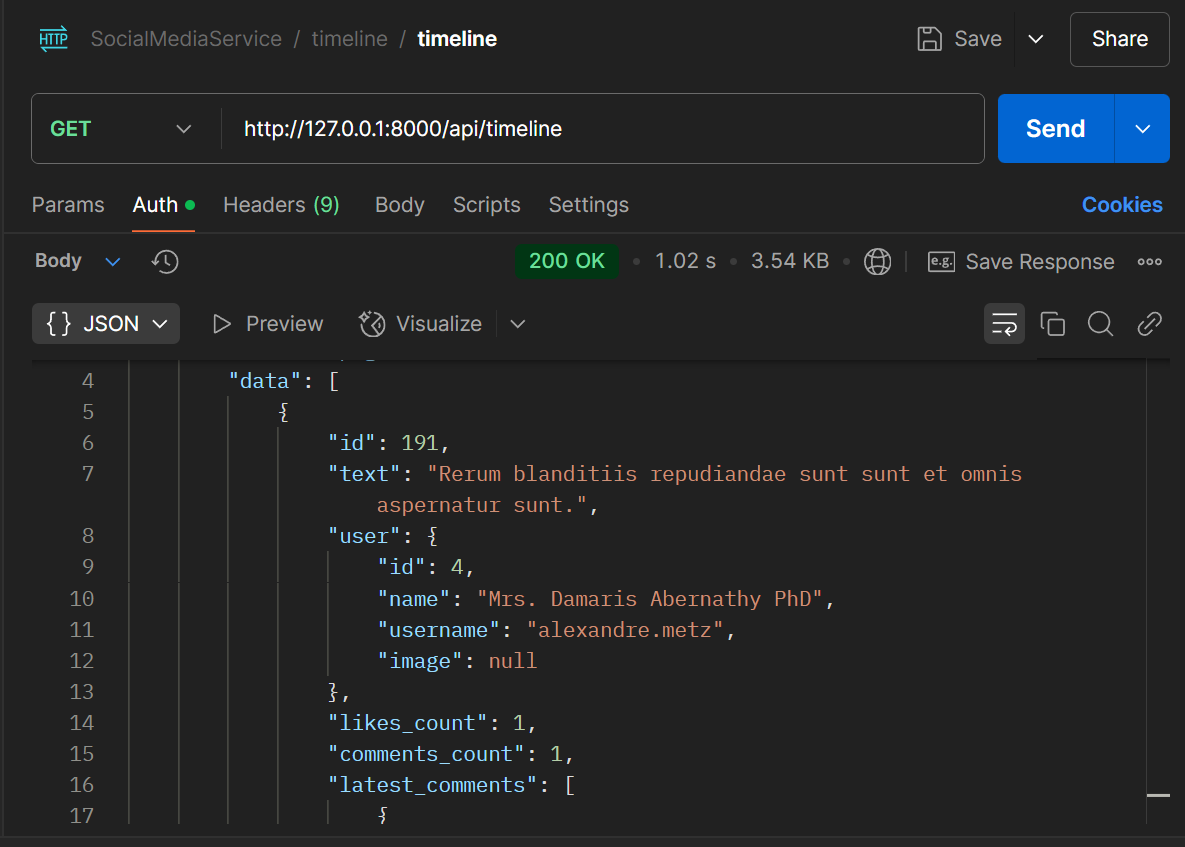 HTTP SocialMediaService / timeline / timeline Save Share
GET http://127.0.0.1:8000/api/timeline Send
Params Auth Headers (9) Body Scripts Settings Cookies
Body 200 OK 1.02 s 3.54 KB e.g. Save Response
{} JSON Preview Visualize
4 "data": [
5 {
6 "id": 191,
7 "text": "Rerum blanditiis repudiandae sunt sunt et omnis
aspernatur sunt.",
8 "user": {
9 "id": 4,
10 "name": "Mrs. Damaris Abernathy PhD",
11 "username": "alexandre.metz",
12 "image": null
13 },
14 "likes_count": 1,
15 "comments_count": 1,
16 "latest_comments": [
17 {